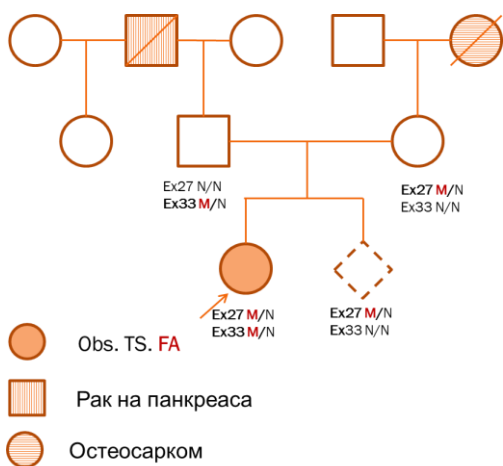 Ex27 N/N
Ex33 M/N
Ex27 M/N
Ex33 N/N
Ex27 M/N
Ex33 M/N
Ex27 M/N
Ex33 N/N
Obs. TS. FA
Рак на панкреаса
Остеосарком